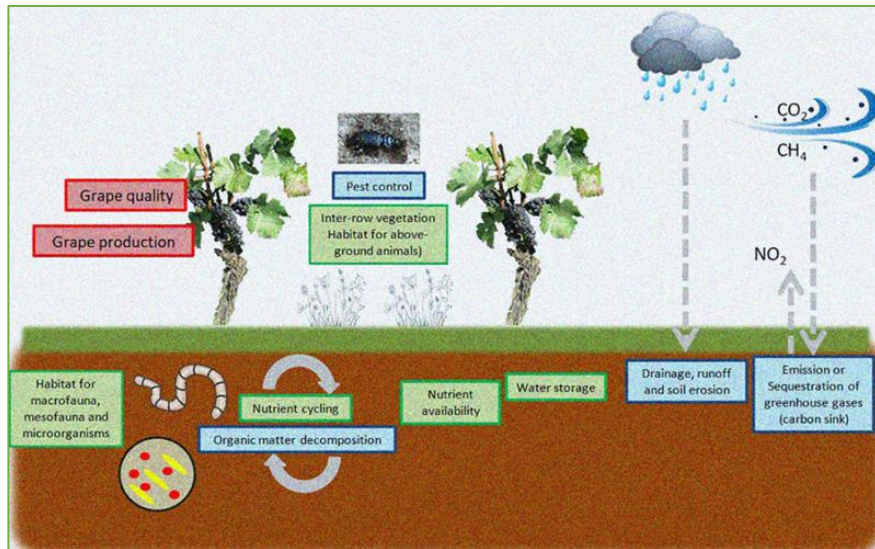 CO2
CH4
Pest control
Grape quality
Inter-row vegetation
Habitat for above-
ground animals)
Grape production
NO2
Habitat for
macrofauna,
mesofauna and
microorganisms
Nutrient cycling
Organic matter decomposition
Nutrient
availability
Water storage
Drainage, runoff
and soil erosion
Emission or
Sequestration of
greenhouse gases
(carbon sink)